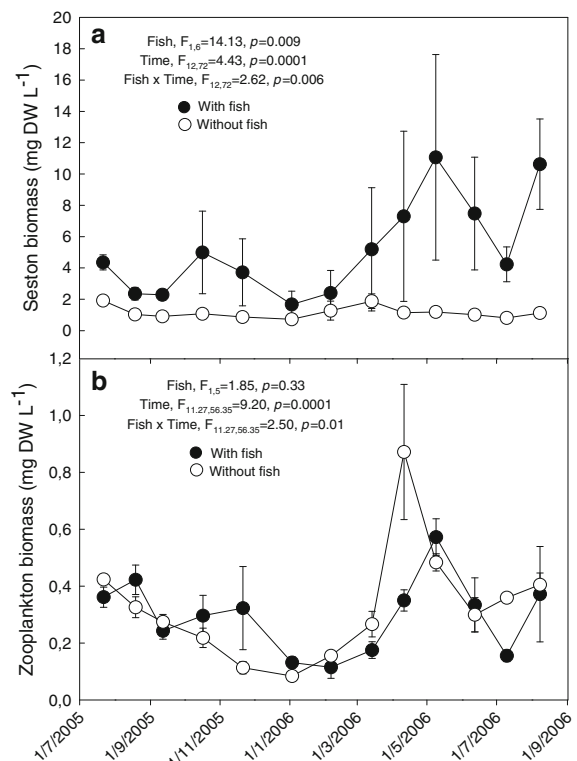 a
Fish, F1,6=14.13, p=0.009
Time, F12,72=4.43, p=0.0001
Fish x Time, F12,72=2.62, p=0.006
With fish
Without fish
Seston biomass (mg DW L-1)
20
18
16
14
12
10
8
6
4
2
0
b
Fish, F1,5=1.85, p=0.33
Time, F11.27,56.35=9.20, p=0.0001
Fish x Time, F11.27,56.35=2.50, p=0.01
With fish
Without fish
Zooplankton biomass (mg DW L-1)
1,2
1,0
0,8
0,6
0,4
0,2
0,0
1/7/2005
1/9/2005
1/11/2005
1/1/2006
1/3/2006
1/5/2006
1/7/2006
1/9/2006